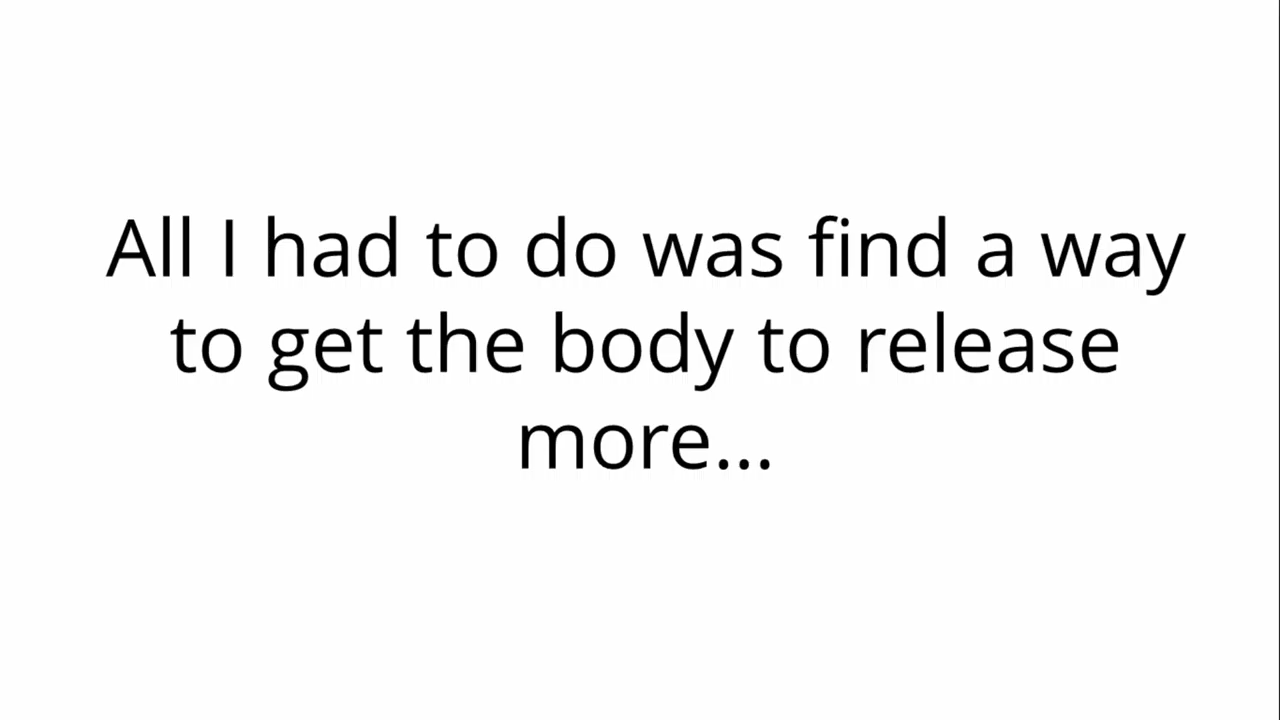 All I had to do was find a way
to get the body to release
more...